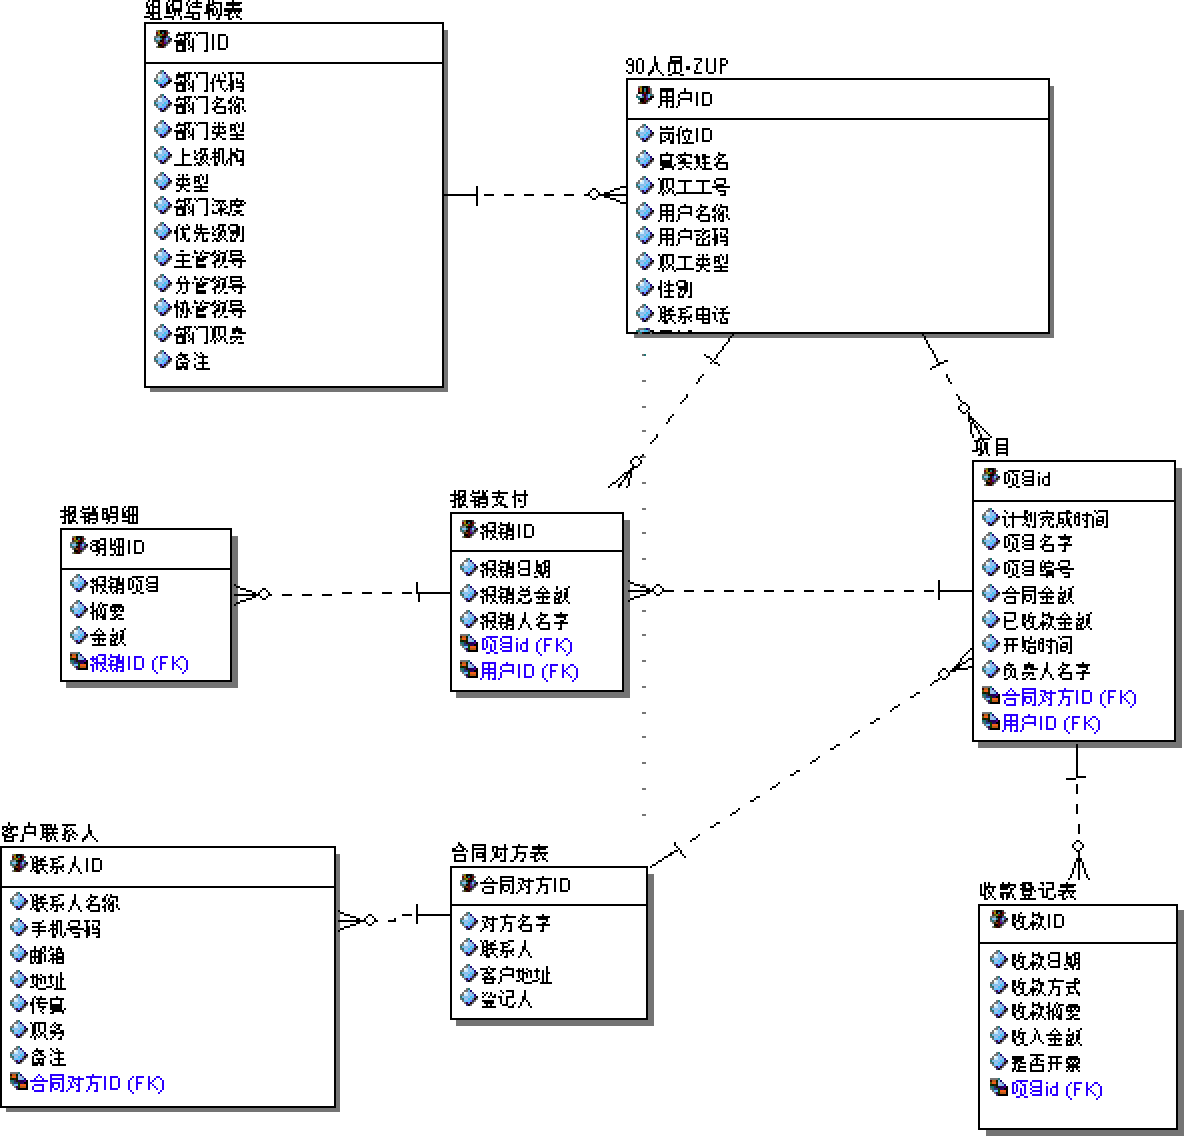 组织结构表
部门ID
部门代码
部门名称
部门类型
上级机构
类型
部门深度
优先级别
主管领导
分管领导
协管领导
部门职责
备注
90人员-ZUP
用户ID
岗位ID
真实姓名
职工工号
用户名称
用户密码
职工类型
性别
联系电话
报销明细
明细ID
报销项目
摘要
金额
报销ID (FK)
报销支付
报销ID
报销日期
报销总金额
报销人名字
项目id (FK)
用户ID (FK)
项目
项目id
计划完成时间
项目名字
项目编号
合同金额
已收款金额
开始时间
负责人名字
合同对方ID (FK)
用户ID (FK)
客户联系人
联系人ID
联系人名称
手机号码
邮箱
地址
传真
职务
备注
合同对方ID (FK)
合同对方表
合同对方ID
对方名字
联系人
客户地址
登记人
收款登记表
收款ID
收款日期
收款方式
收款摘要
收入金额
是否开票
项目id (FK)